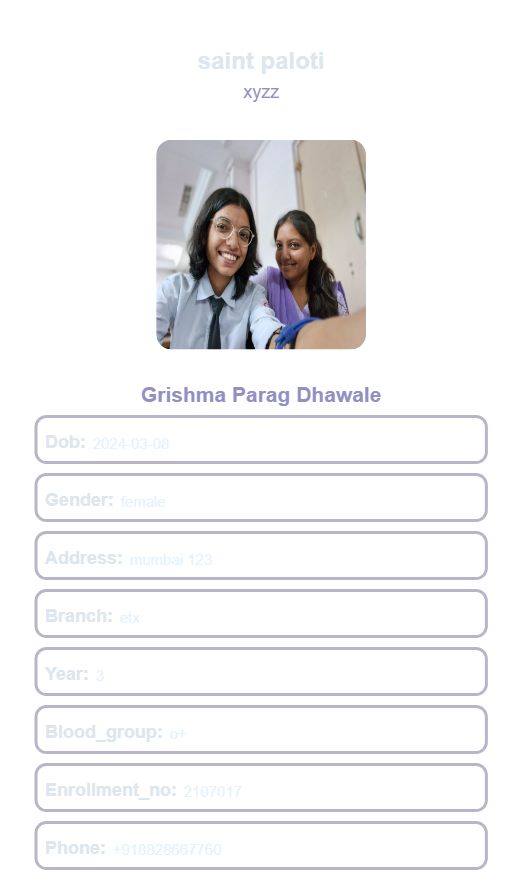 saint paloti
xyzz
Grishma Parag Dhawale
Dob: 2024-03-08
Gender: female
Address: mumbai 123
Branch: etx
Year: 3
Blood_group: o+
Enrollment_no: 2107017
Phone: +918828667760